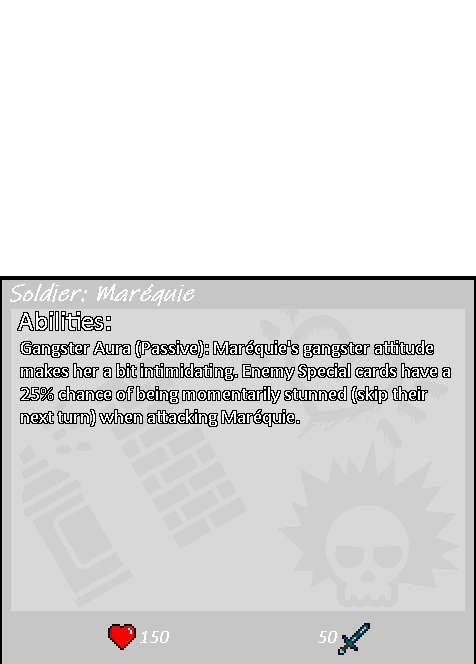 Soldier: Maréquie
Abilities:
Gangster Aura (Passive): Maréquie's gangster attitude
makes her a bit intimidating. Enemy Special cards have a
25% chance of being momentarily stunned (skip their
next turn) when attacking Maréquie.
150
50